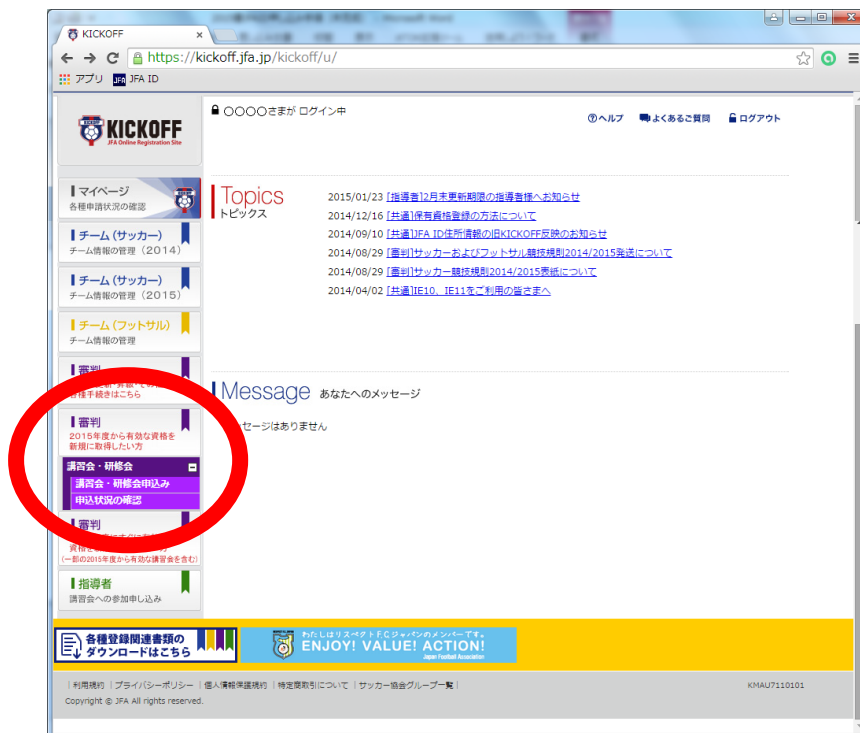 KICKOFF
https://kickoff.jfa.jp/kickoff/u/
アプリ JFA JFA ID
KICKOFF
JFA Online Registration Site
〇〇〇〇さまが ログイン中
ヘルプ よくあるご質問 ログアウト
マイページ
各種申請状況の確認
チーム (サッカー)
チーム情報の管理 (2014)
チーム (サッカー)
チーム情報の管理 (2015)
チーム (フットサル)
チーム情報の管理
審判
各種手続きはこちら
審判
2015年度から有効な資格を
新規に取得したい方
講習会・研修会
講習会・研修会申込み
申込状況の確認
審判
(一部の2015年度から有効な講習会を含む)
指導者
講習会への参加申し込み
Topics
トピックス
2015/01/23 [指導者]2月末更新期限の指導者様へお知らせ
2014/12/16 [共通]保有資格登録の方法について
2014/09/10 [共通]JFA ID住所情報の旧KICKOFF反映のお知らせ
2014/08/29 [審判]サッカーおよびフットサル競技規則2014/2015発送について
2014/08/29 [審判]サッカー競技規則2014/2015表紙について
2014/04/02 [共通]IE10、IE11をご利用の皆さまへ
Message あなたへのメッセージ
セージはありません
各種登録関連書類の
ダウンロードはこちら
わたしはリスペクトF.C.ジャパンのメンバーです。
ENJOY! VALUE! ACTION!
Japan Football Association
| 利用規約 | プライバシーポリシー | 個人情報保護規約 | 特定商取引について | サッカー協会グループ一覧 |
KMAU7110101
Copyright © JFA All rights reserved.